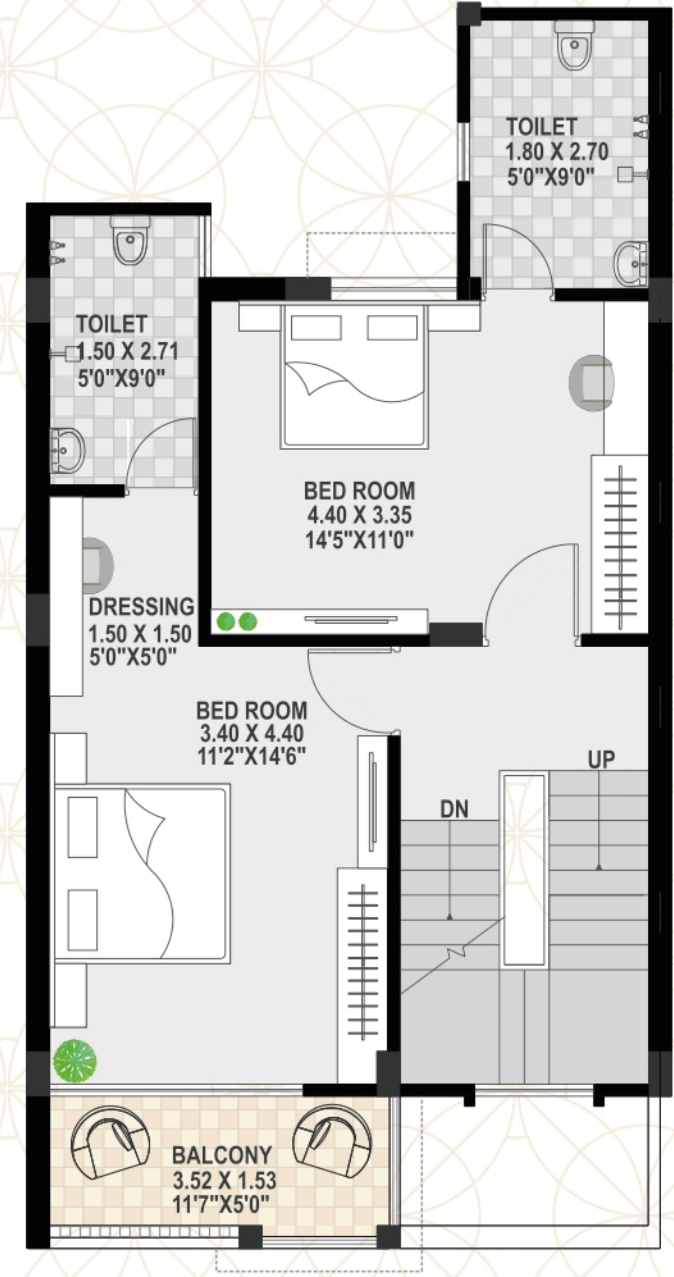 TOILET
1.80 X 2.70
5'0"X9'0"
TOILET
1.50 X 2.71
5'0"X9'0"
BED ROOM
4.40 X 3.35
14'5"X11'0"
DRESSING
1.50 X 1.50
5'0"X5'0"
BED ROOM
3.40 X 4.40
11'2"X14'6"
UP
DN
BALCONY
3.52 X 1.53
11'7"X5'0"